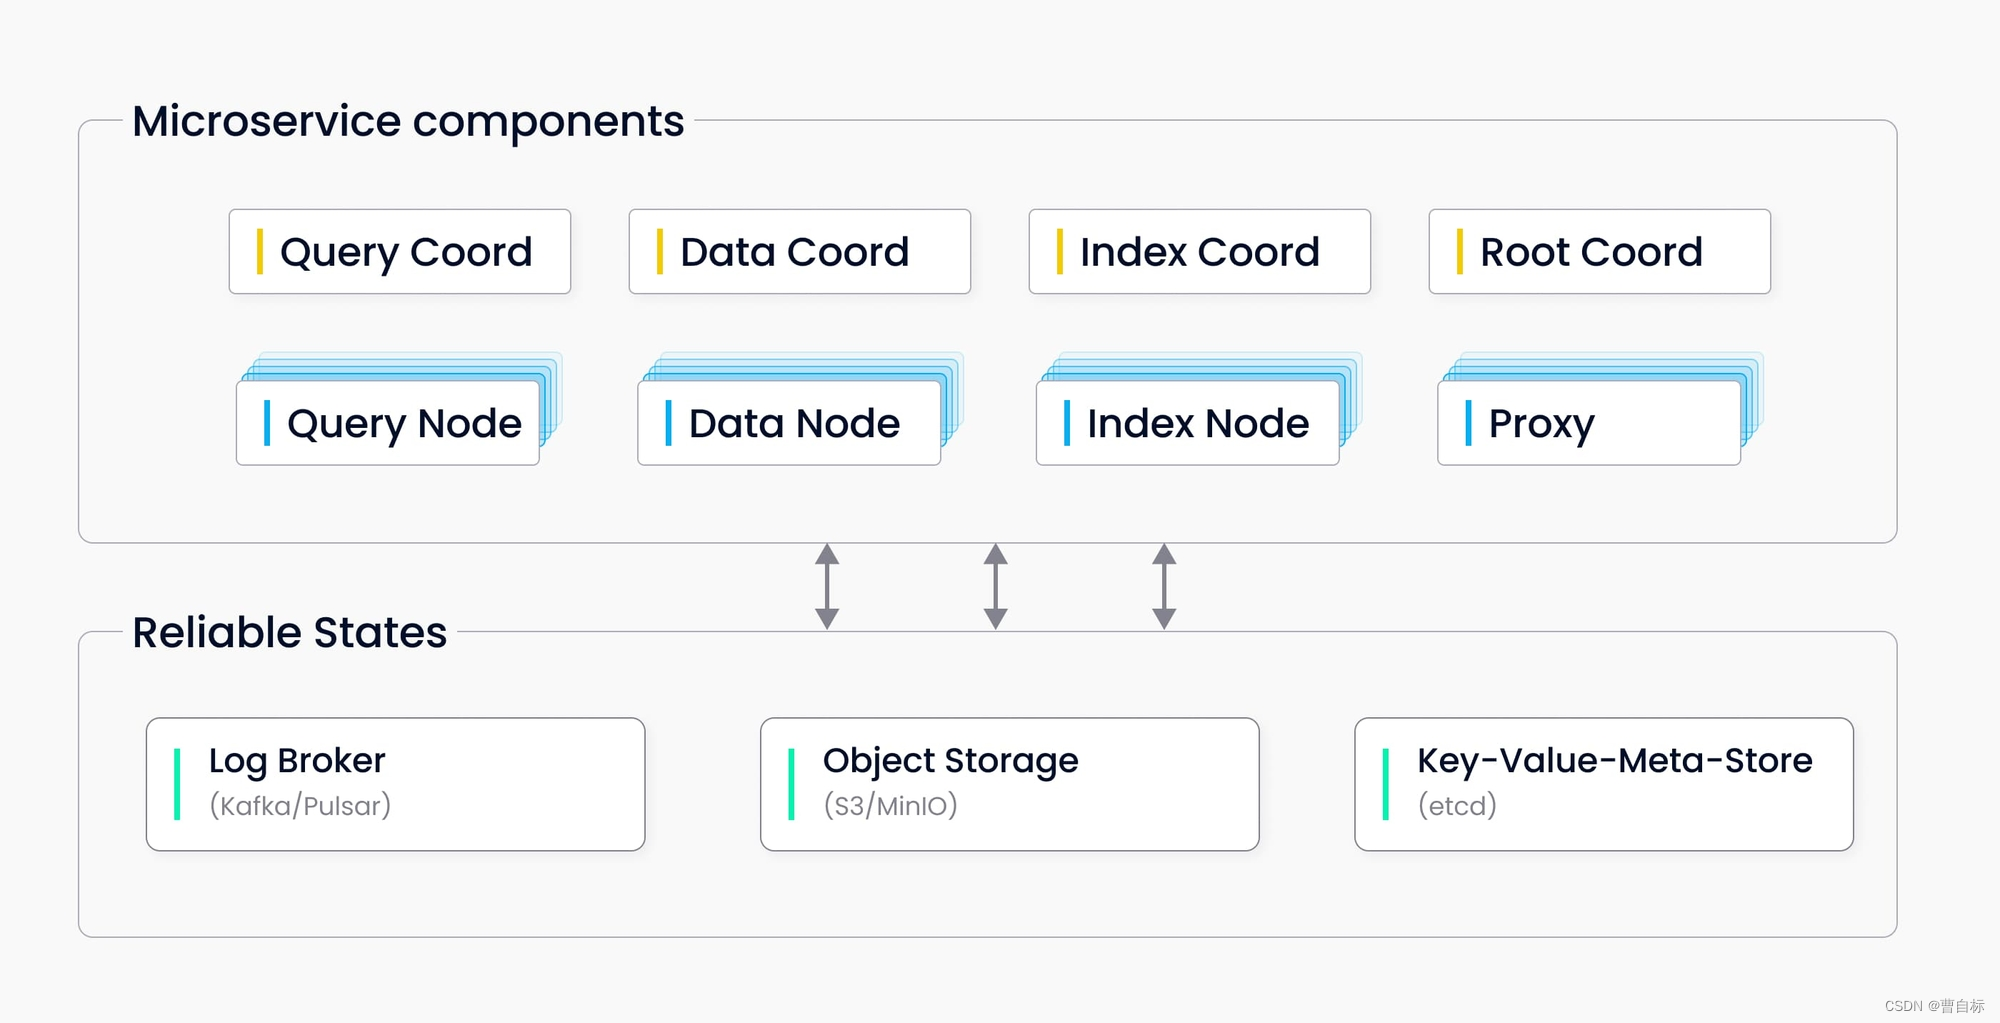 Microservice components
Query Coord
Data Coord
Index Coord
Root Coord
Query Node
Data Node
Index Node
Proxy
Reliable States
Log Broker
(Kafka/Pulsar)
Object Storage
(S3/MinIO)
Key-Value-Meta-Store
(etcd)
CSDN @曹自标